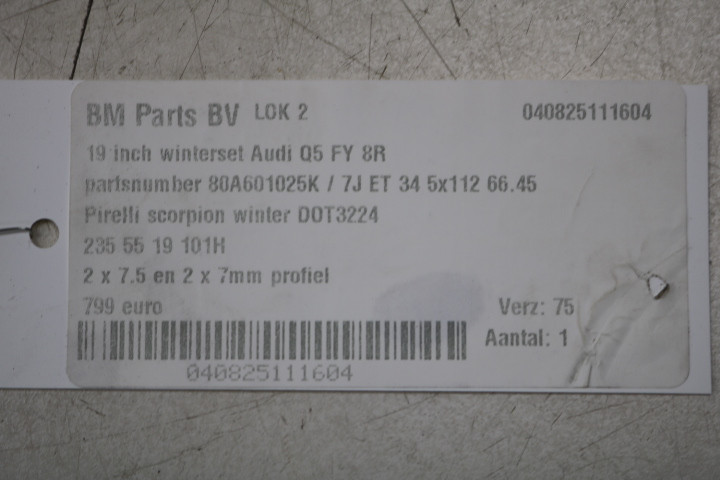 BM Parts BV LOK 2 040825111604
19 inch winterset Audi Q5 FY 8R
partsnumber 80A601025K / 7J ET 34 5x112 66.45
Pirelli scorpion winter DOT3224
235 55 19 101H
2 x 7.5 en 2 x 7mm profiel
799 euro Verz: 75
Aantal: 1
040825111604